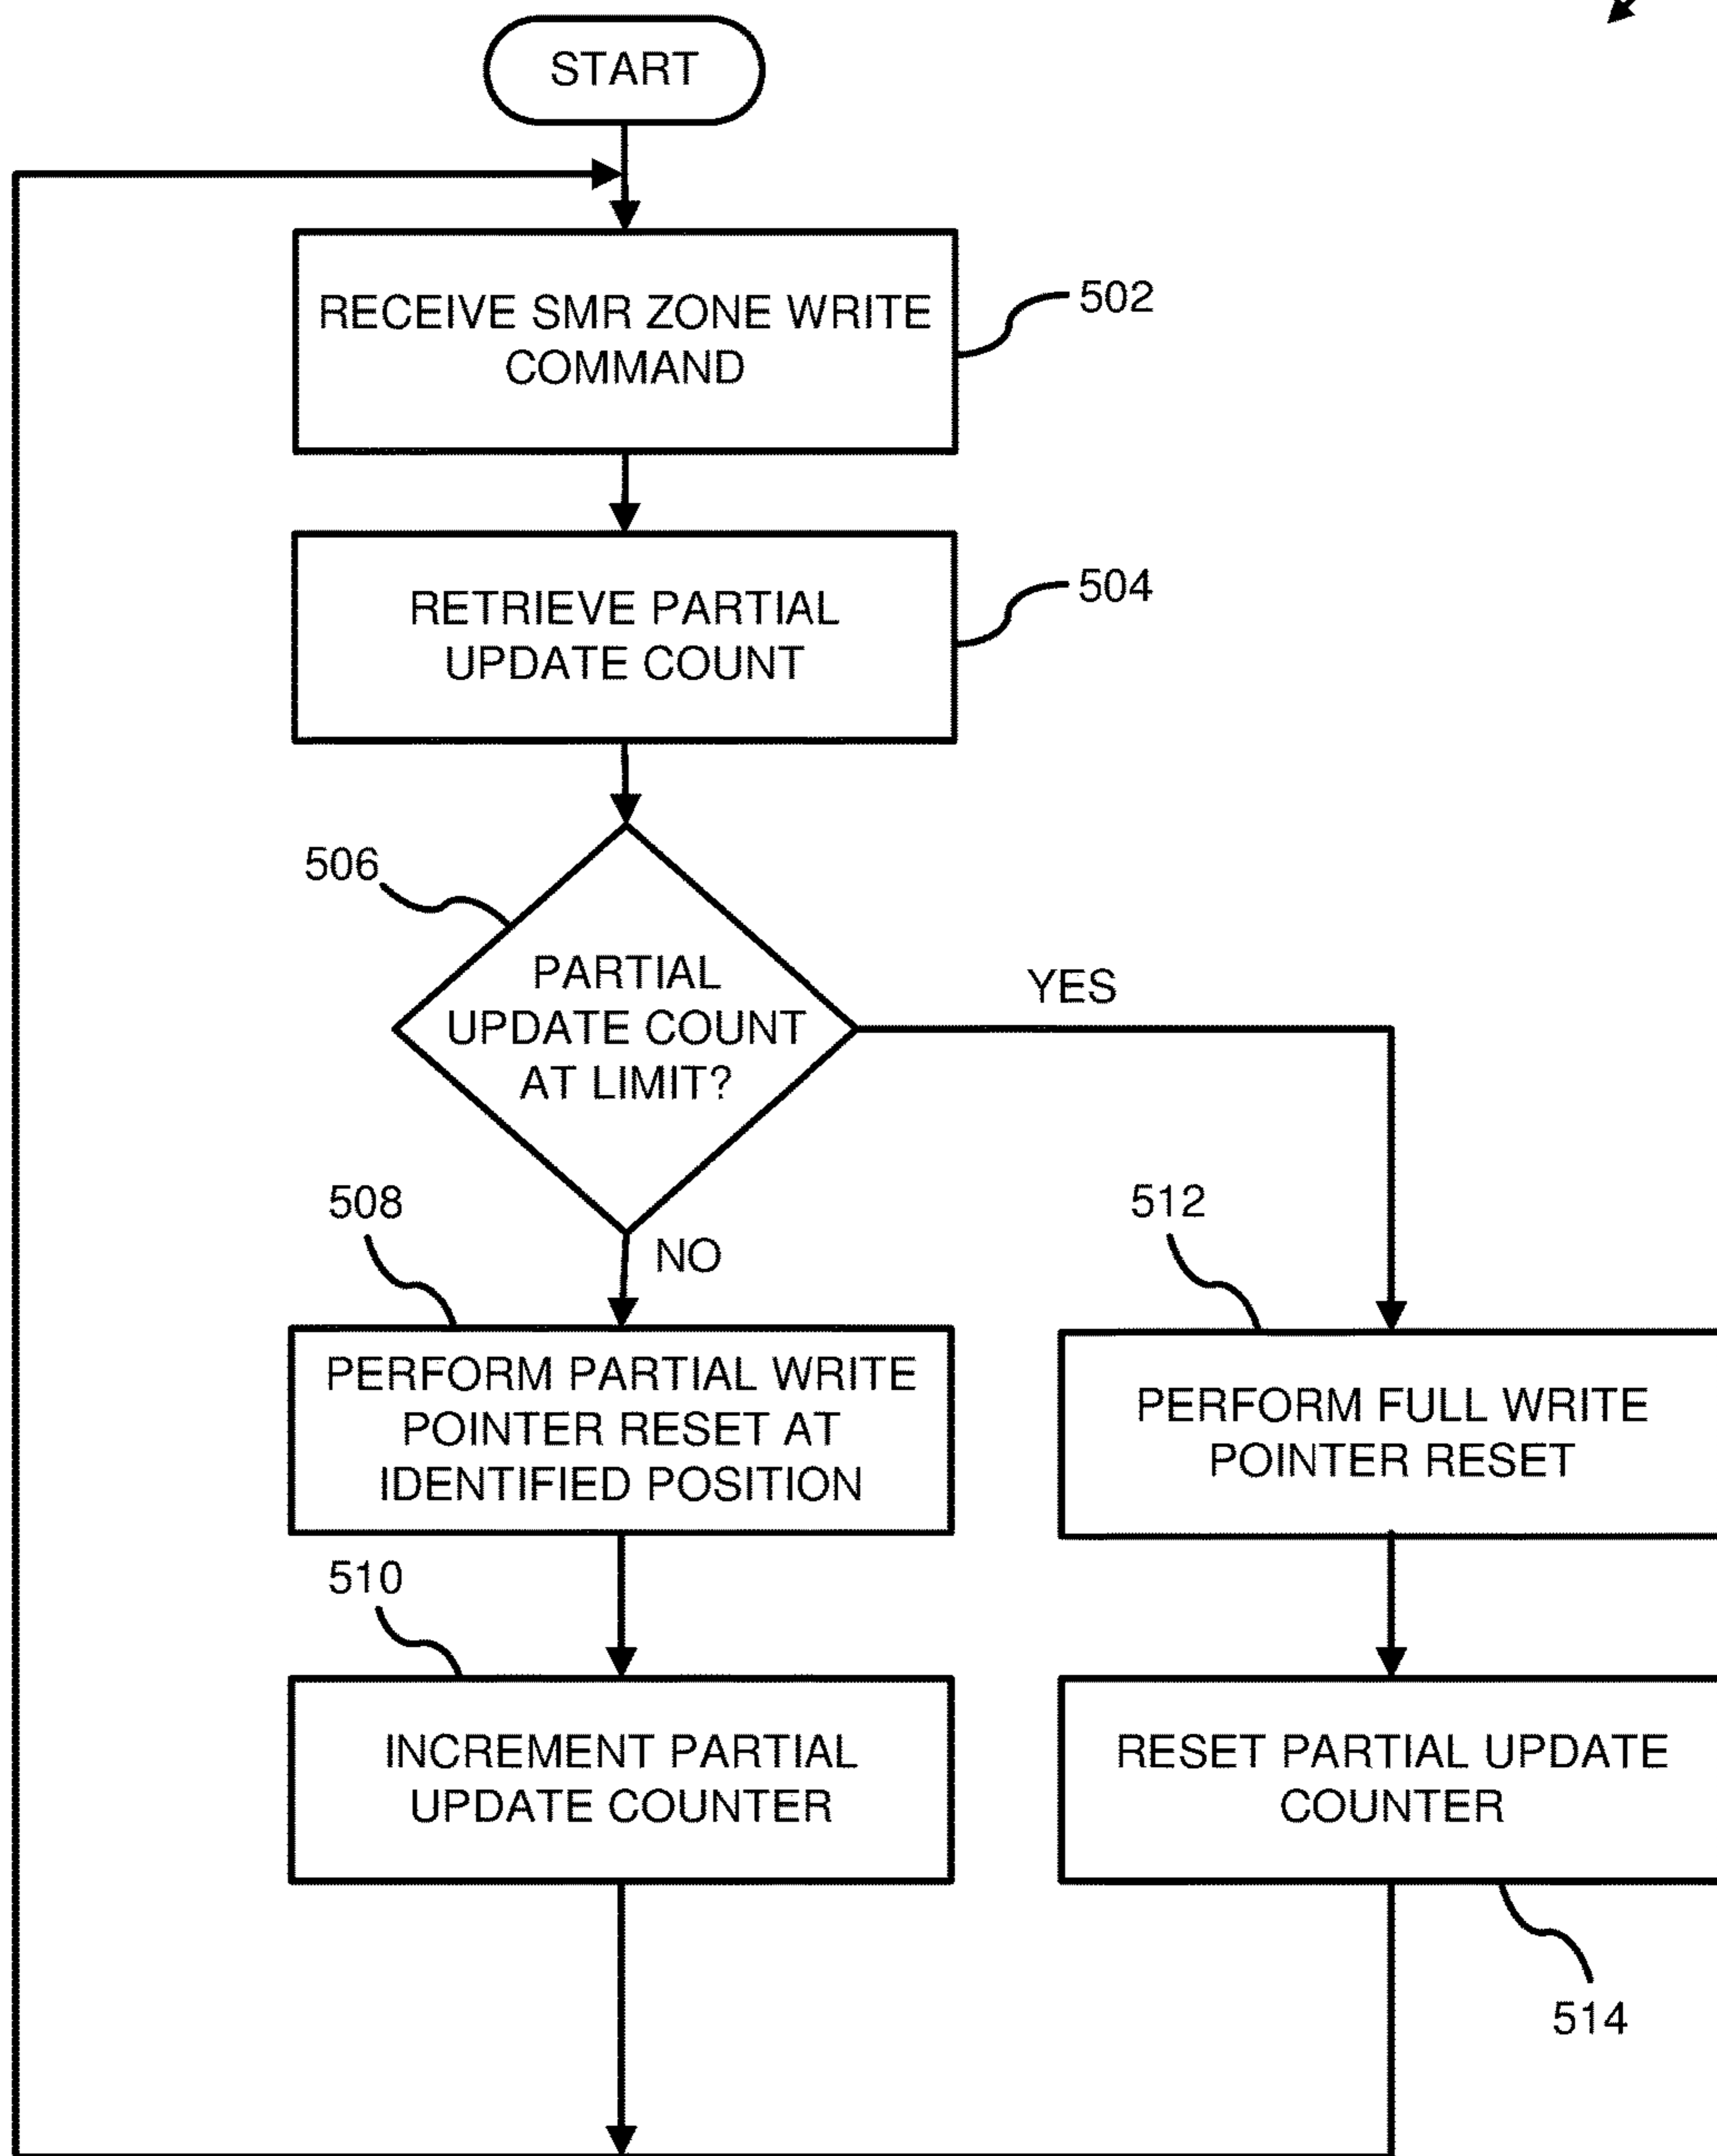 START
RECEIVE SMR ZONE WRITE
COMMAND
502
RETRIEVE PARTIAL
UPDATE COUNT
504
506
PARTIAL
UPDATE COUNT
AT LIMIT?
YES
NO
508
PERFORM PARTIAL WRITE
POINTER RESET AT
IDENTIFIED POSITION
512
PERFORM FULL WRITE
POINTER RESET
510
INCREMENT PARTIAL
UPDATE COUNTER
RESET PARTIAL UPDATE
COUNTER
514